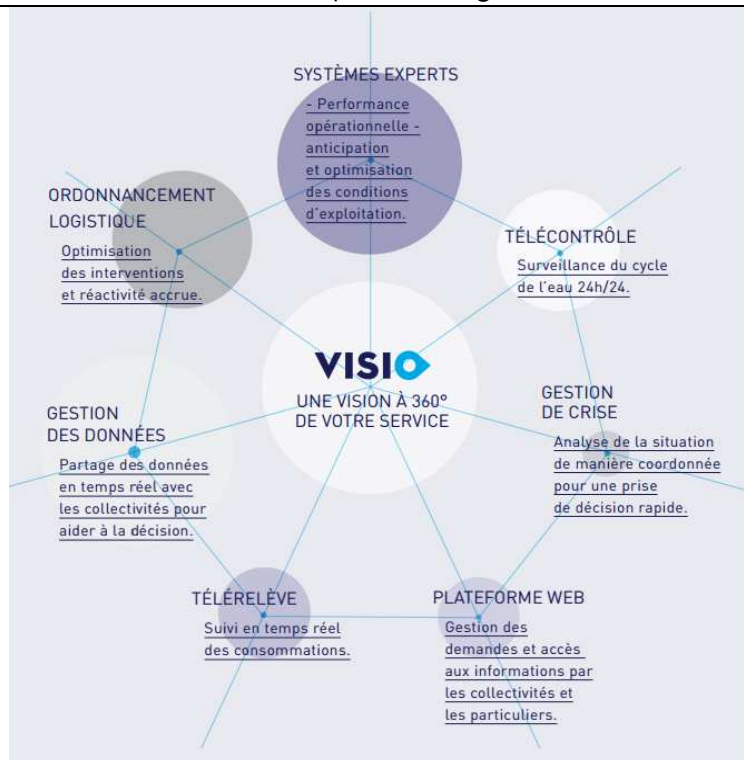 SYSTÈMES EXPERTS
- Performance
opérationnelle -
anticipation
et optimisation
des conditions
d'exploitation.
ORDONNANCEMENT
LOGISTIQUE
Optimisation
des interventions
et réactivité accrue.
TÉLÉCONTRÔLE
Surveillance du cycle
de l'eau 24h/24.
VISIO
UNE VISION À 360°
DE VOTRE SERVICE
GESTION
DES DONNÉES
Partage des données
en temps réel avec
les collectivités pour
aider à la décision.
GESTION
DE CRISE
Analyse de la situation
de manière coordonnée
pour une prise
de décision rapide.
TÉLÉRELÈVE
Suivi en temps réel
des consommations.
PLATEFORME WEB
Gestion des
demandes et accès
aux informations par
les collectivités et
les particuliers.